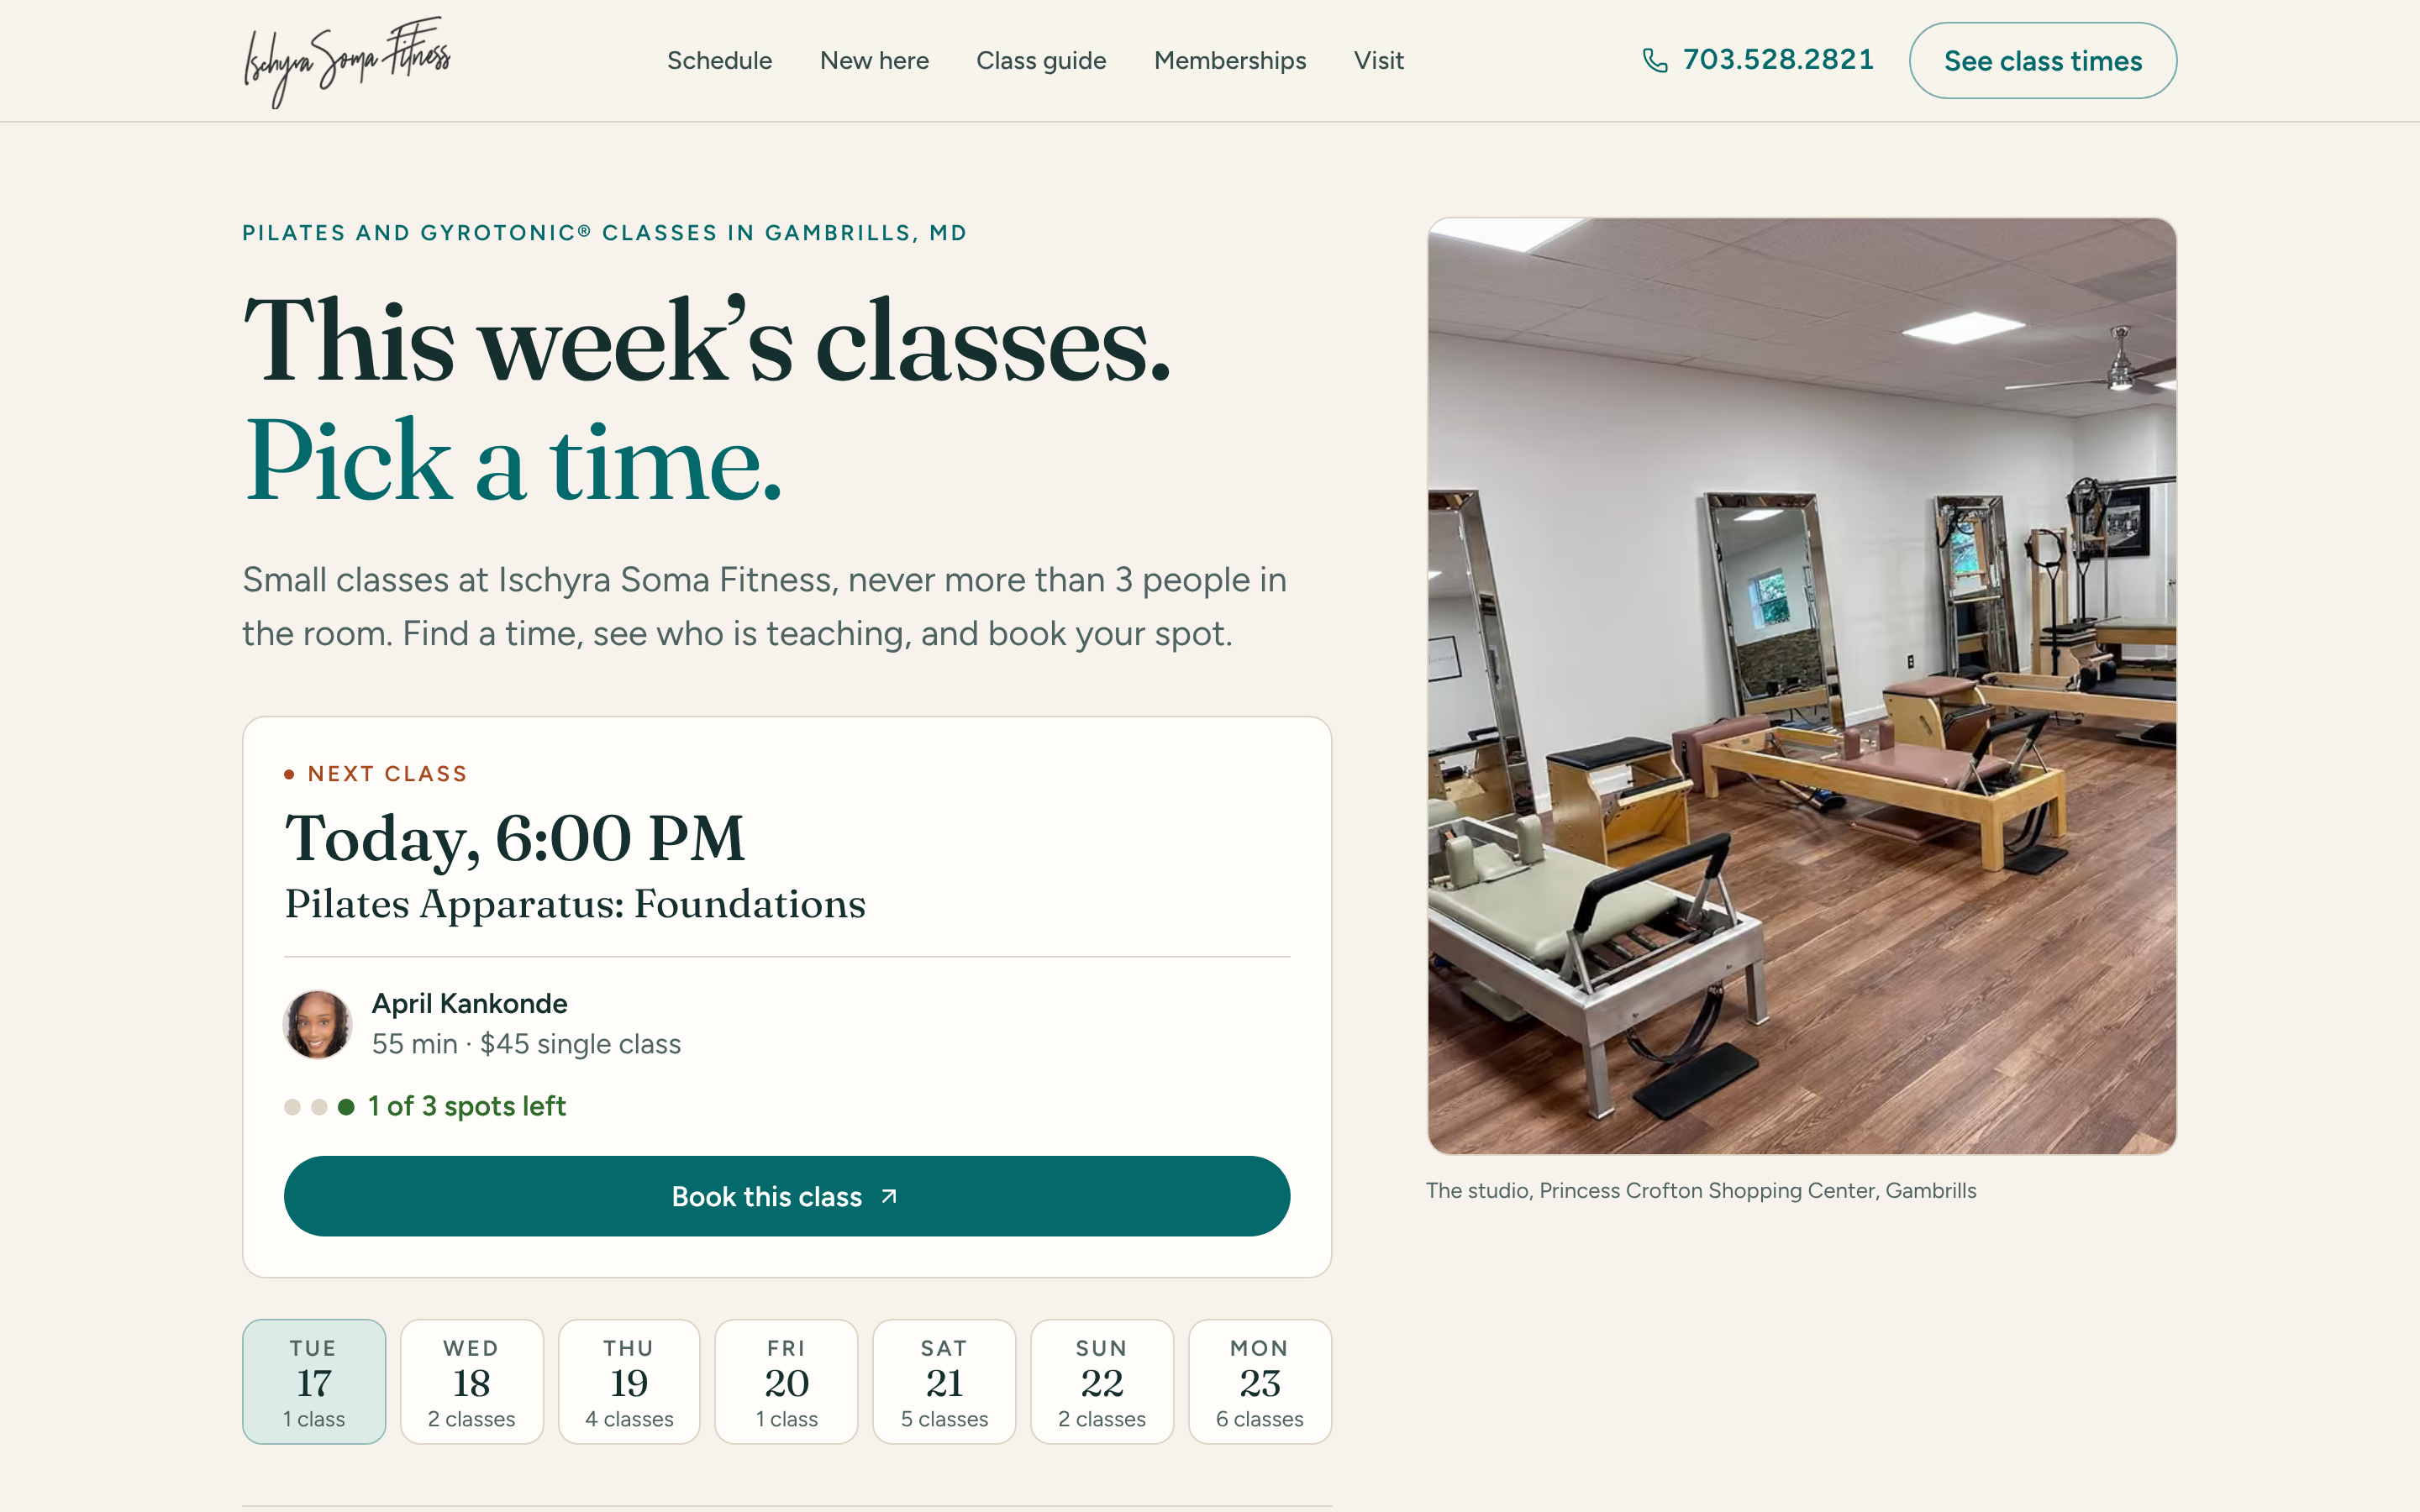 Ischyra Soma Fitness
Schedule
New here
Class guide
Memberships
Visit
703.528.2821
See class times
PILATES AND GYROTONIC® CLASSES IN GAMBRILLS, MD
This week’s classes.
Pick a time.
Small classes at Ischyra Soma Fitness, never more than 3 people in
the room. Find a time, see who is teaching, and book your spot.
NEXT CLASS
Today, 6:00 PM
Pilates Apparatus: Foundations
April Kankonde
55 min · $45 single class
1 of 3 spots left
Book this class
The studio, Princess Crofton Shopping Center, Gambrills
TUE
17
1 class
WED
18
2 classes
THU
19
4 classes
FRI
20
1 class
SAT
21
5 classes
SUN
22
2 classes
MON
23
6 classes